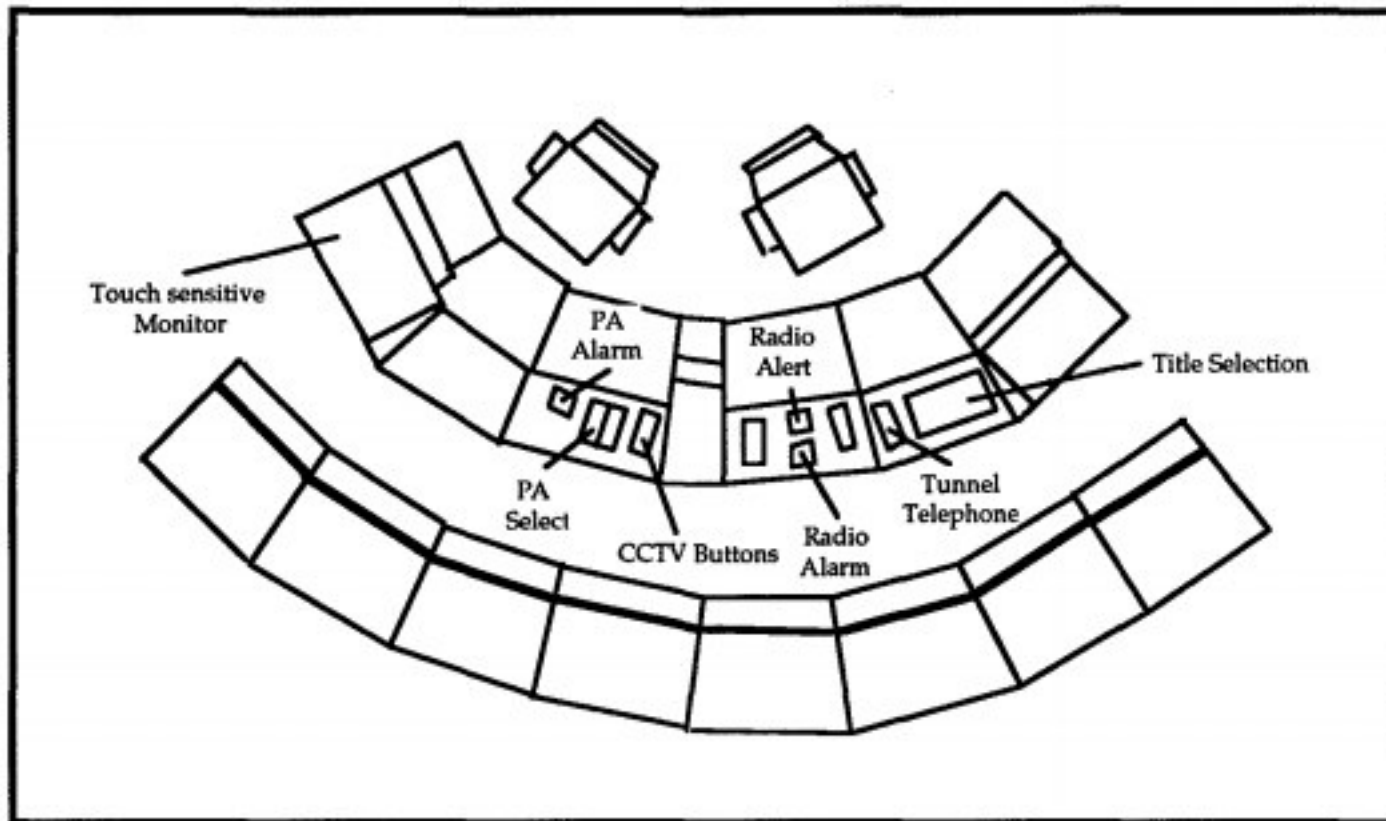 Touch sensitive
Monitor
PA
Alarm
Radio
Alert
Title Selection
PA
Select
CCTV Buttons
Radio
Alarm
Tunnel
Telephone